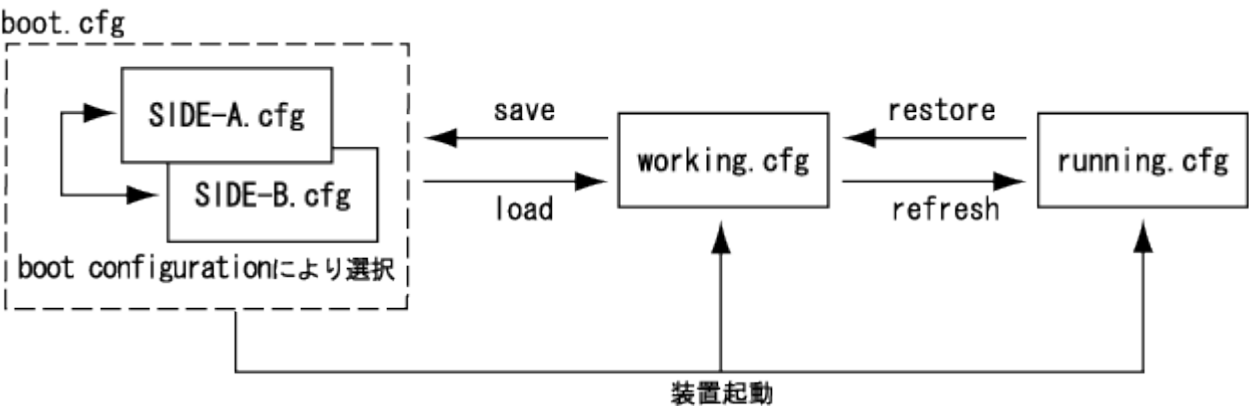 boot.cfg
SIDE-A.cfg
SIDE-B.cfg
boot configurationにより選択
save
load
working.cfg
restore
refresh
running.cfg
装置起動